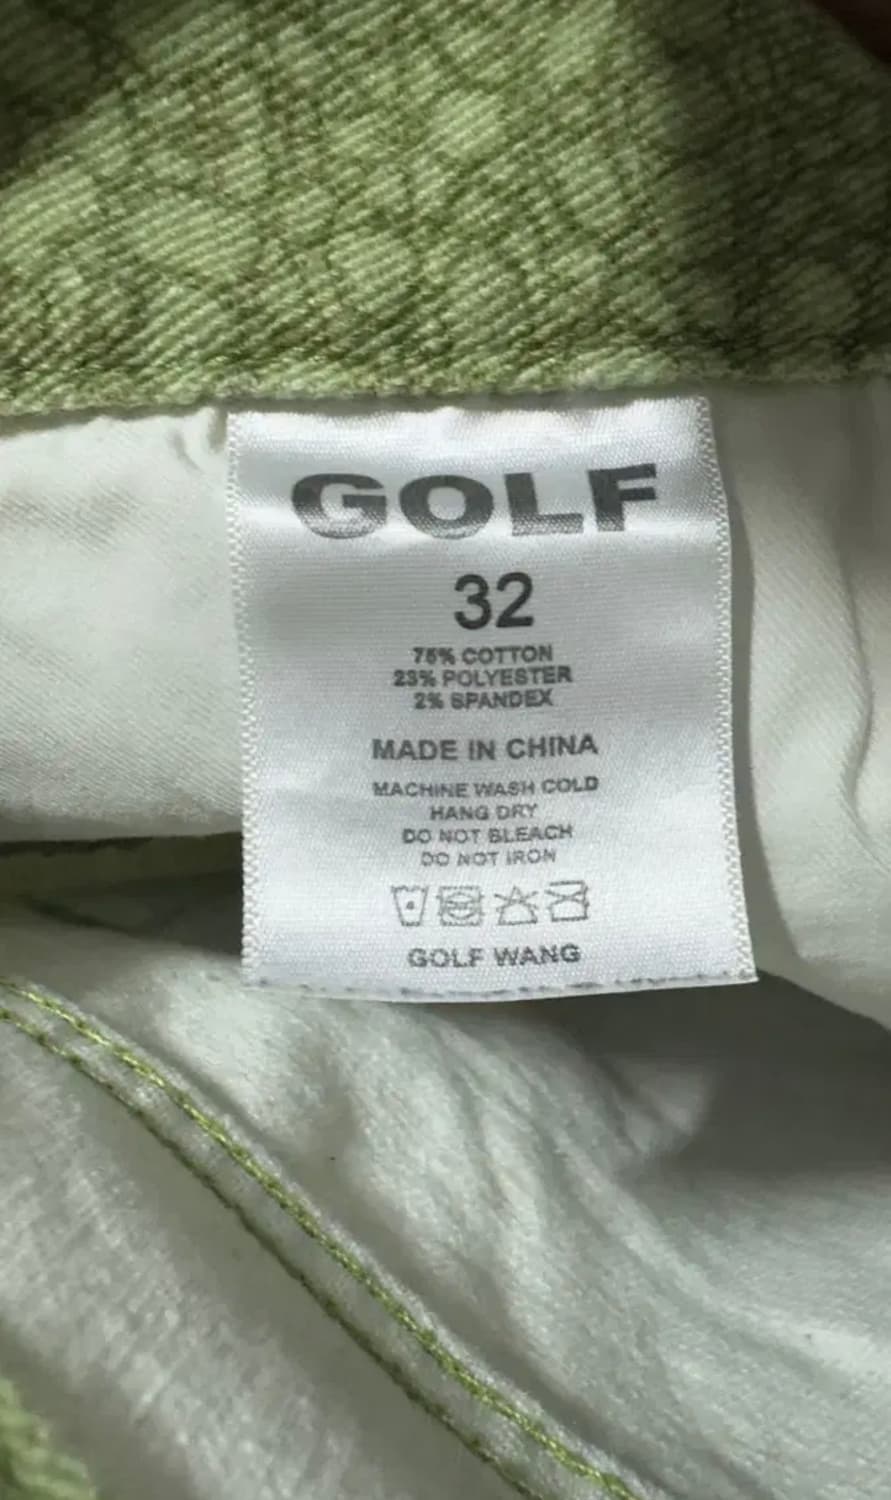 GOLF
32
75% COTTON
23% POLYESTER
2% SPANDEX
MADE IN CHINA
MACHINE WASH COLD
HANG DRY
DO NOT BLEACH
DO NOT IRON
GOLF WANG